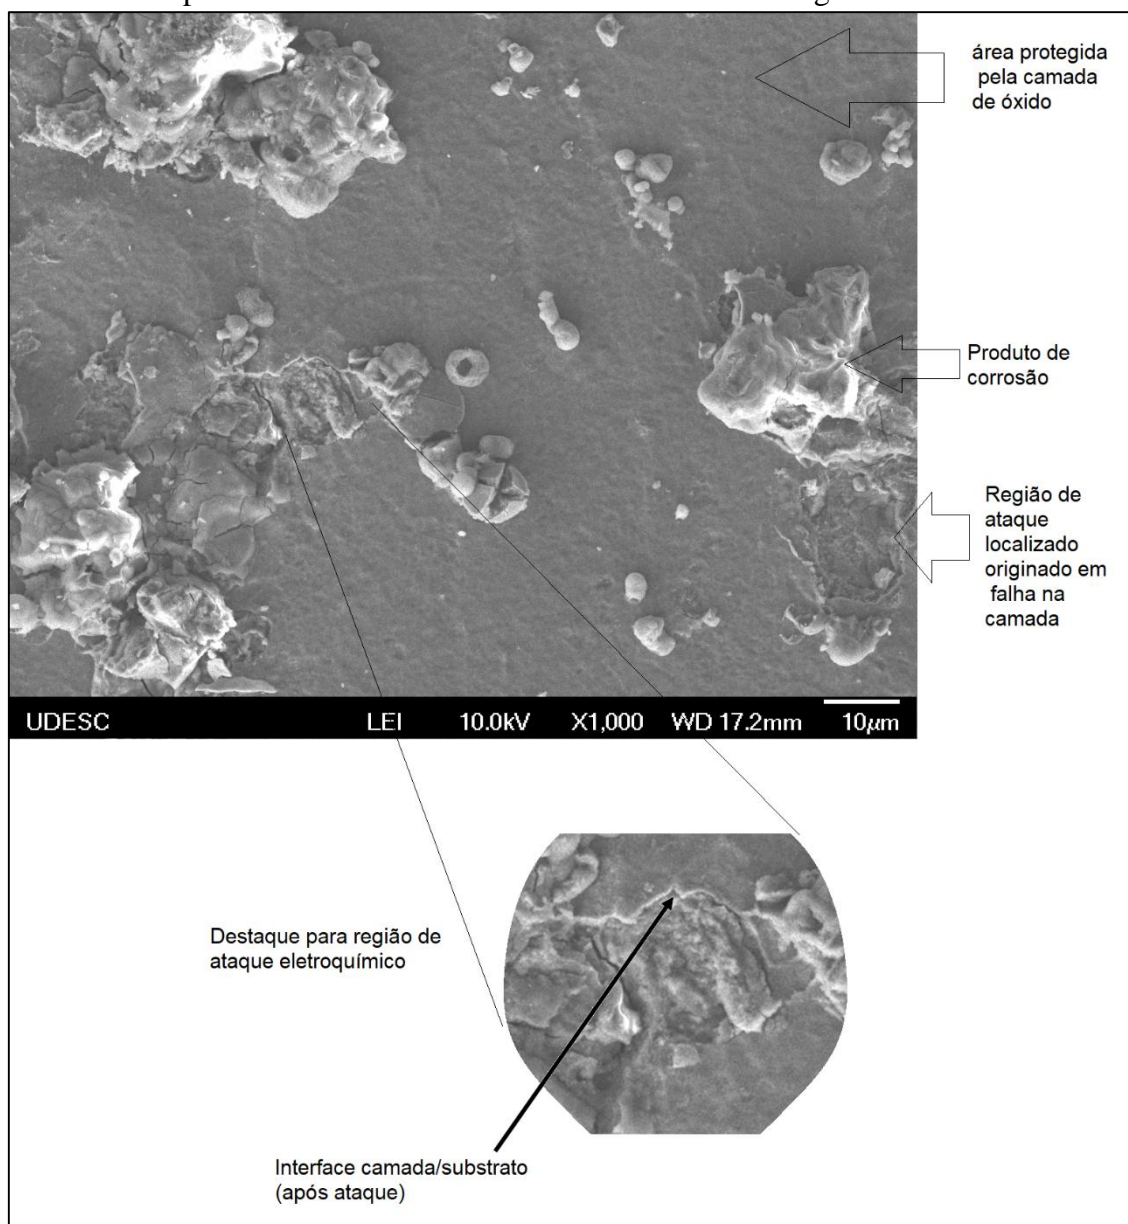 área protegida
pela camada
de óxido
Produto de
corrosão
Região de
ataque
localizado
originado em
falha na
camada
UDESC LEI 10.0kV X1,000 WD 17.2mm 10µm
Destaque para região de
ataque eletroquímico
Interface camada/substrato
(após ataque)